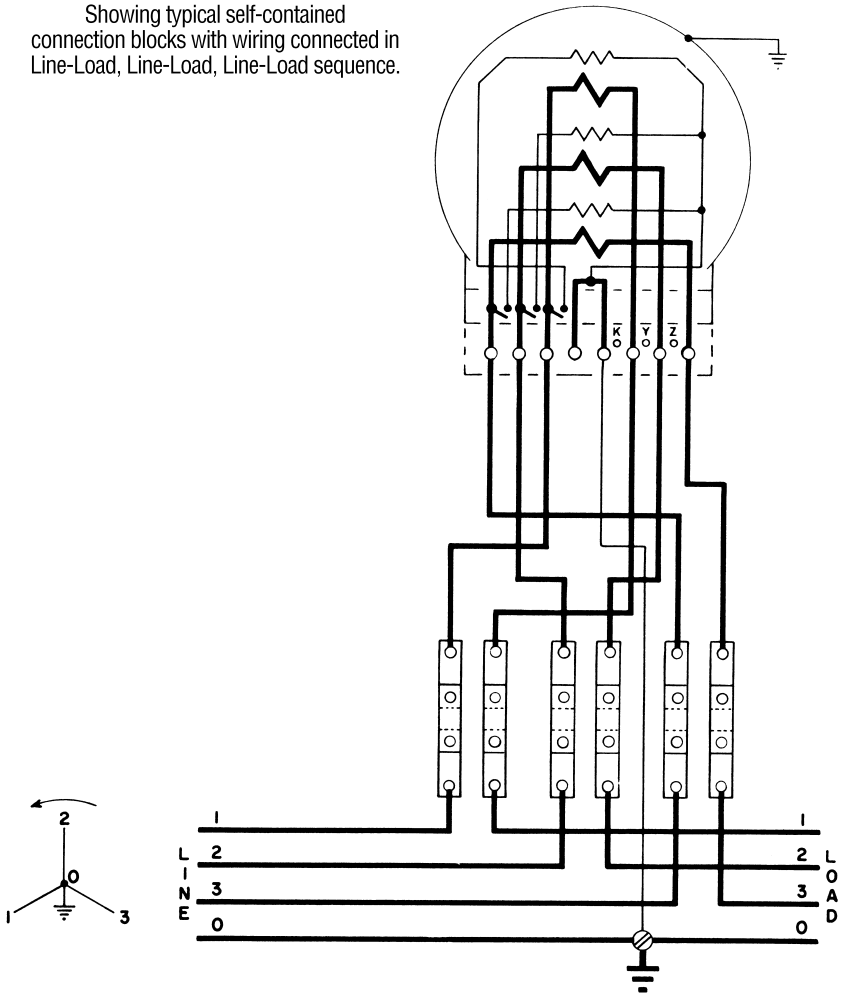 Showing typical self-contained
connection blocks with wiring connected in
Line-Load, Line-Load, Line-Load sequence.
K Y Z
1 1
2
LINE 2 2 LOAD
0
3 3
1 3
0 0